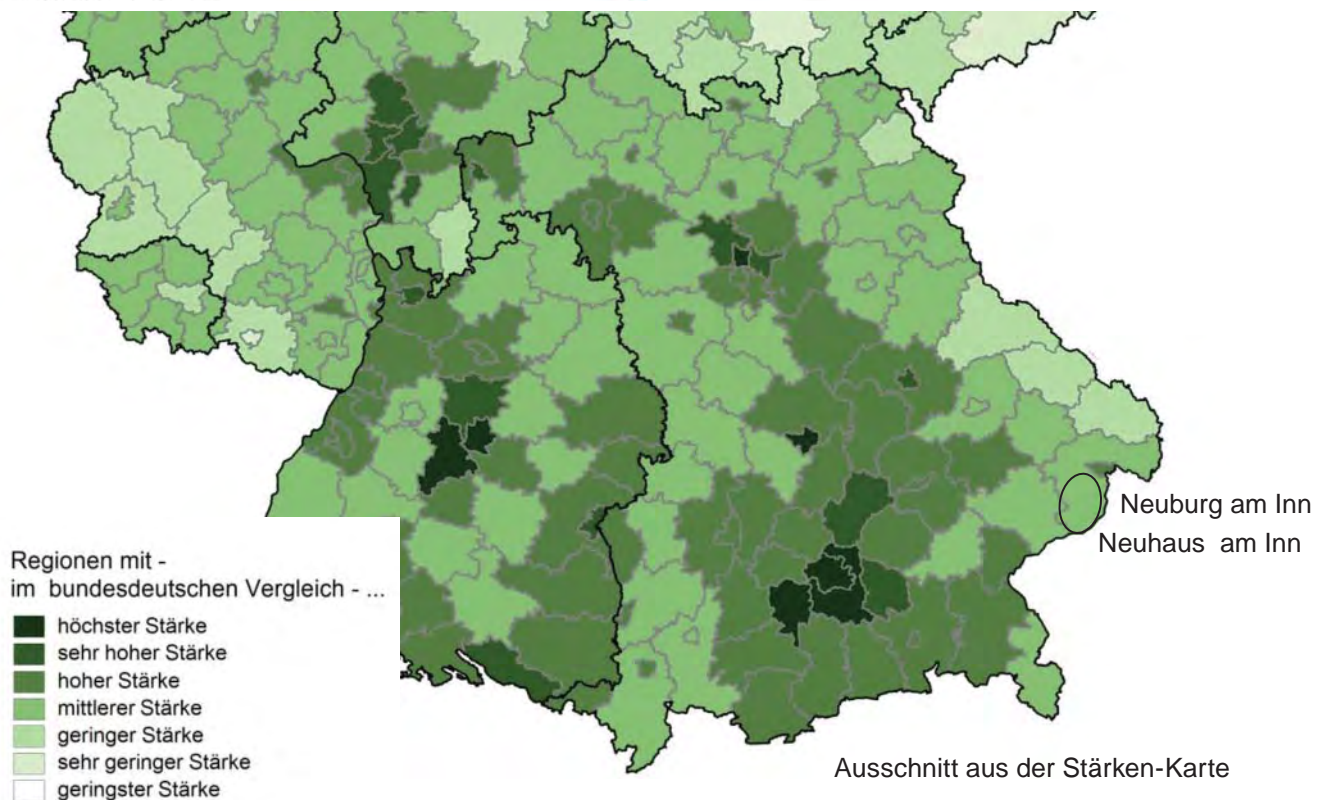 Neuburg am Inn
Neuhaus am Inn
Regionen mit -
im bundesdeutschen Vergleich - ...
höchster Stärke
sehr hoher Stärke
hoher Stärke
mittlerer Stärke
geringer Stärke
sehr geringer Stärke
geringster Stärke
Ausschnitt aus der Stärken-Karte